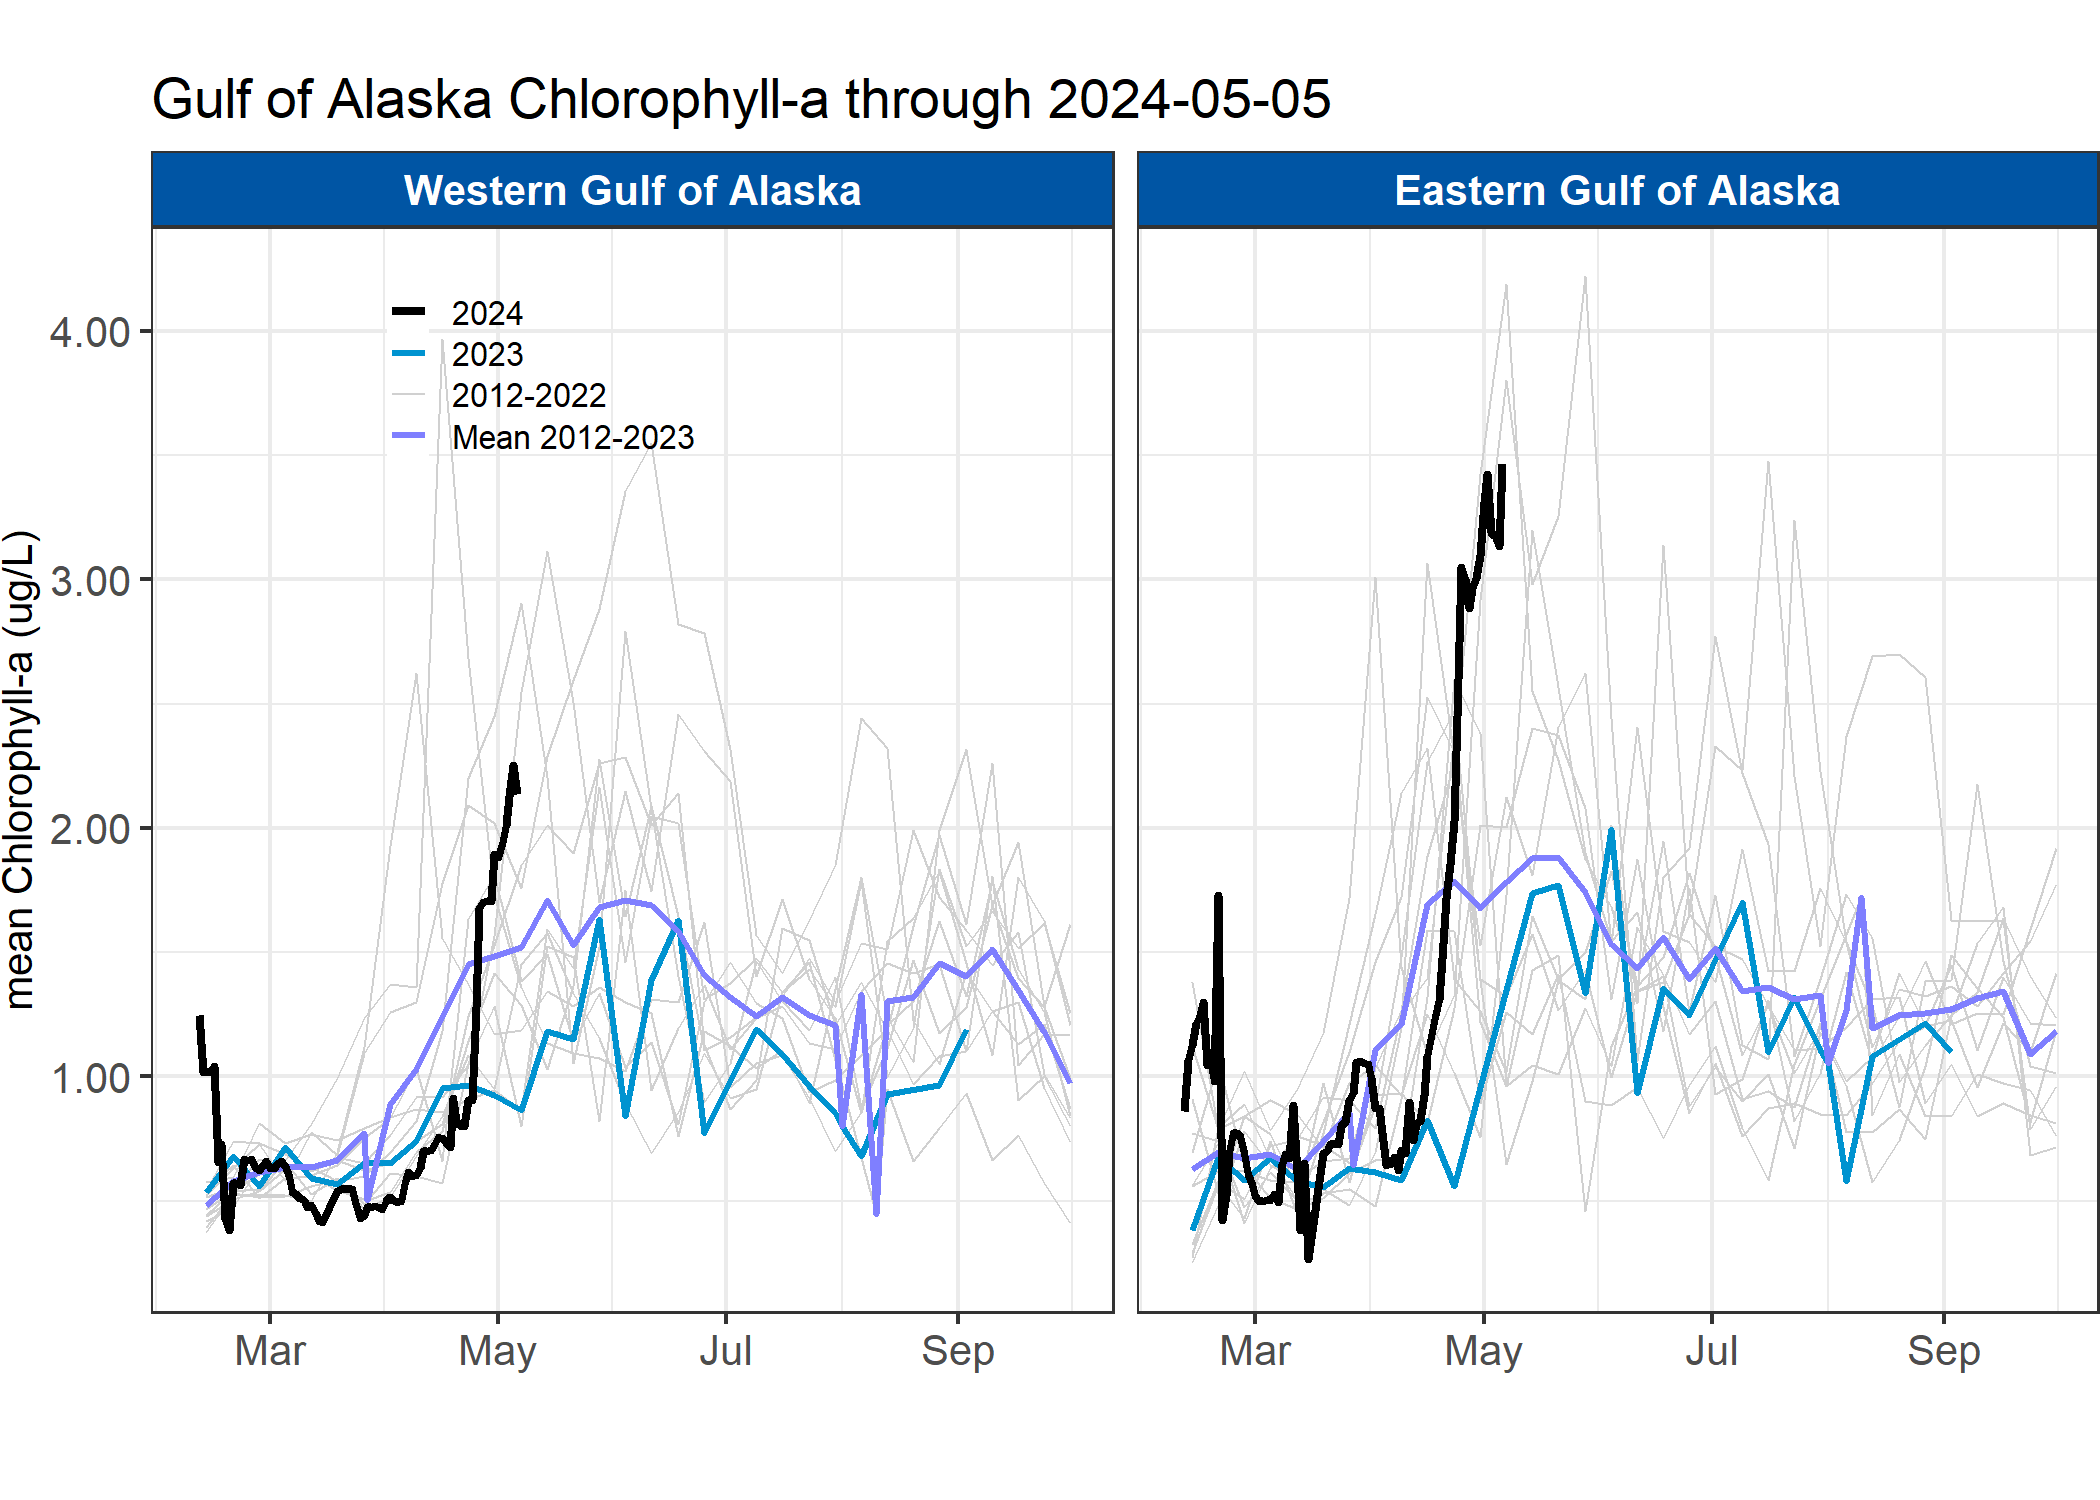 Gulf of Alaska Chlorophyll-a through 2024-05-05
Western Gulf of Alaska
Eastern Gulf of Alaska
2024
2023
2012-2022
Mean 2012-2023
mean Chlorophyll-a (ug/L)
4.00
3.00
2.00
1.00
Mar May Jul Sep
Mar May Jul Sep